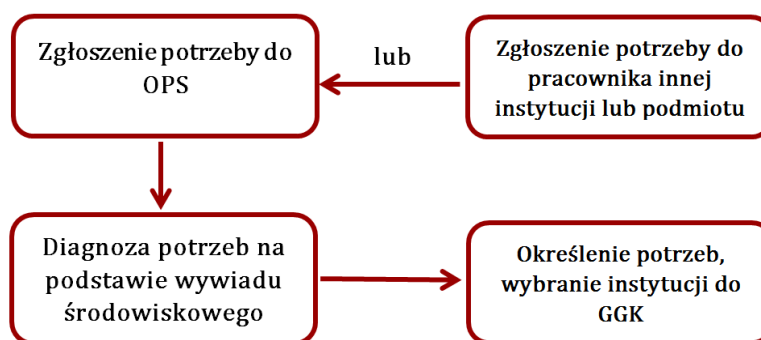 Zgłoszenie potrzeby do
OPS
lub
Zgłoszenie potrzeby do
pracownika innej
instytucji lub podmiotu
Diagnoza potrzeb na
podstawie wywiadu
środowiskowego
Określenie potrzeb,
wybranie instytucji do
GGK